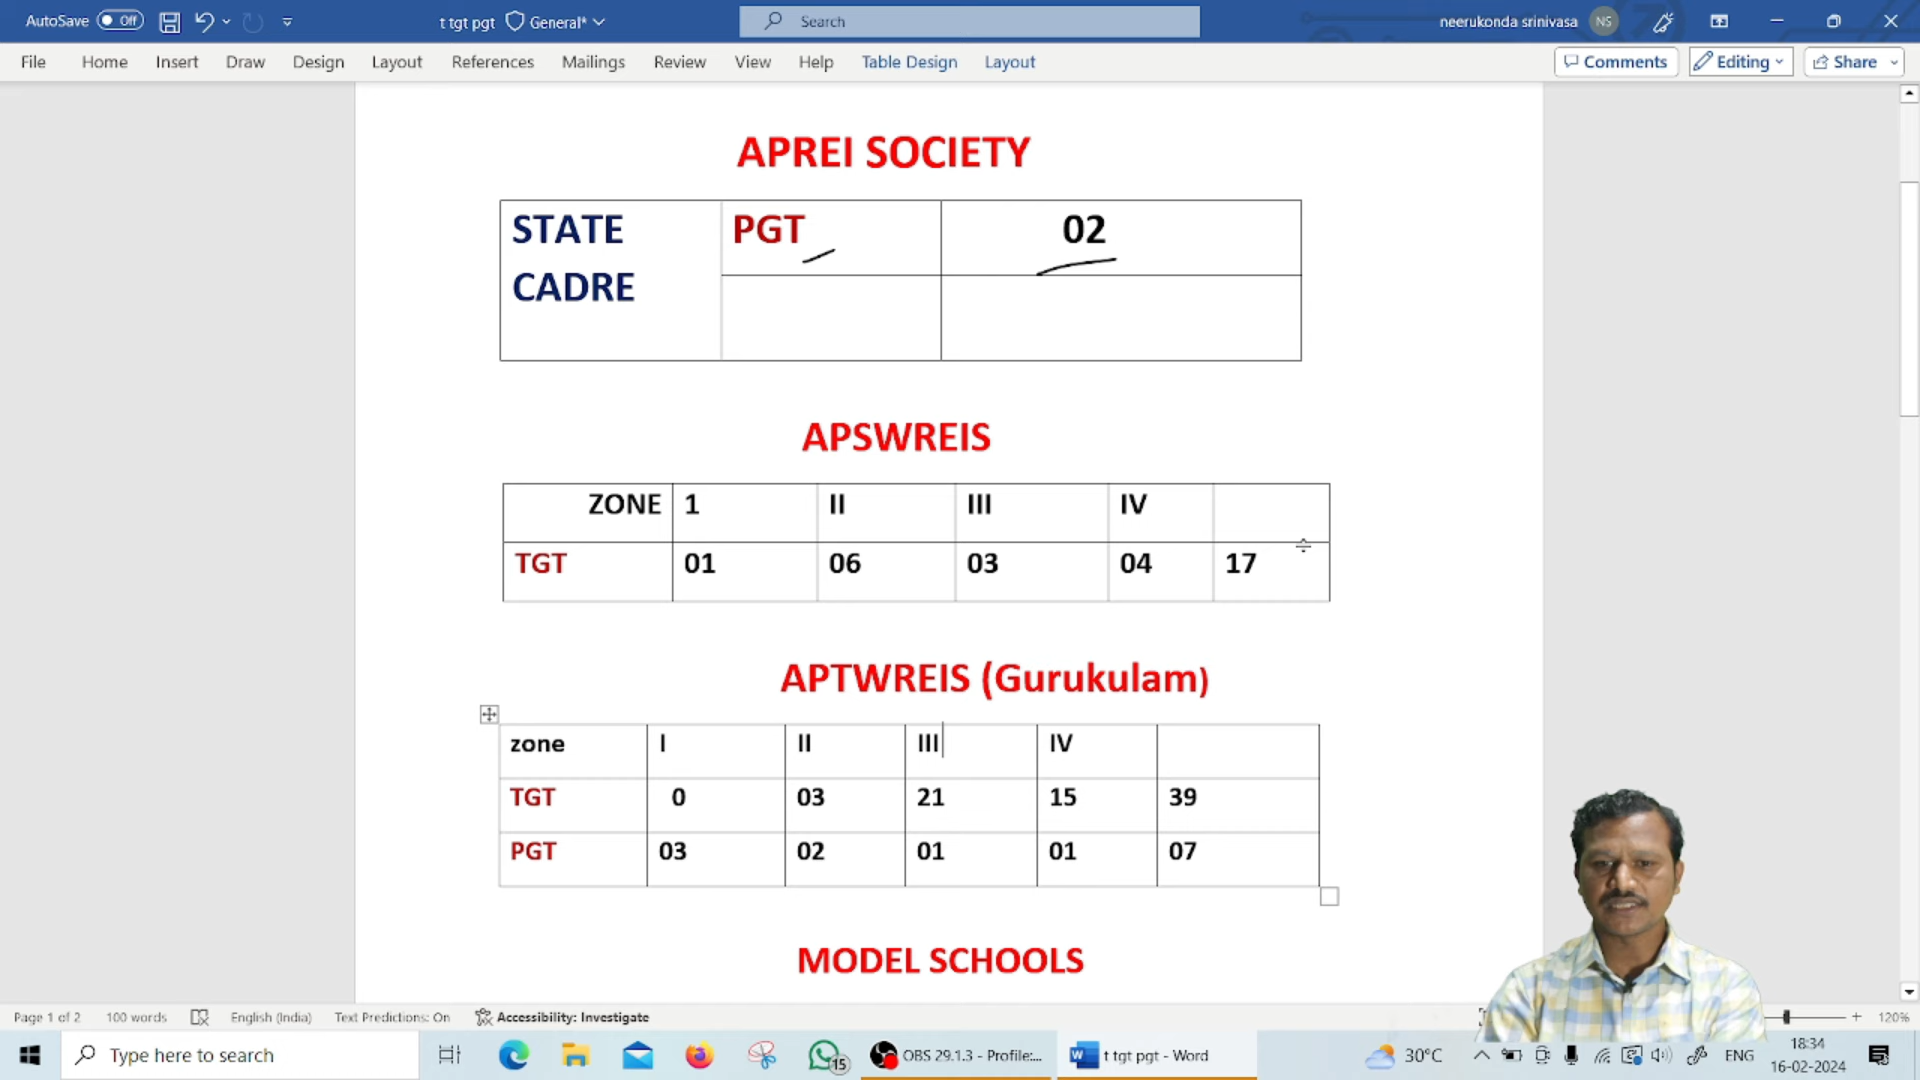 AutoSave Off t tgt pgt General* Search neerukonda srinivasa NS
File Home Insert Draw Design Layout References Mailings Review View Help Table Design Layout Comments Editing Share
APREI SOCIETY
STATE CADRE PGT 02
APSWREIS
ZONE 1 II III IV
TGT 01 06 03 04 17
APTWREIS (Gurukulam)
zone I II III IV
TGT 0 03 21 15 39
PGT 03 02 01 01 07
MODEL SCHOOLS
Page 1 of 2 100 words English (India) Text Predictions: On Accessibility: Investigate 120%
Type here to search 15 OBS 29.1.3 - Profile:... t tgt pgt - Word 30°C ENG 18:34
16-02-2024